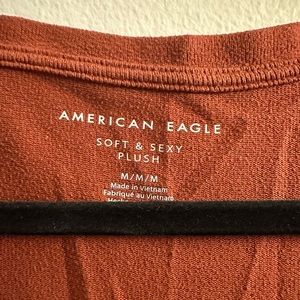 AMERICAN EAGLE
SOFT & SEXY
PLUSH
M/M/M
Made in Vietnam
Fabriqué au Vietnam